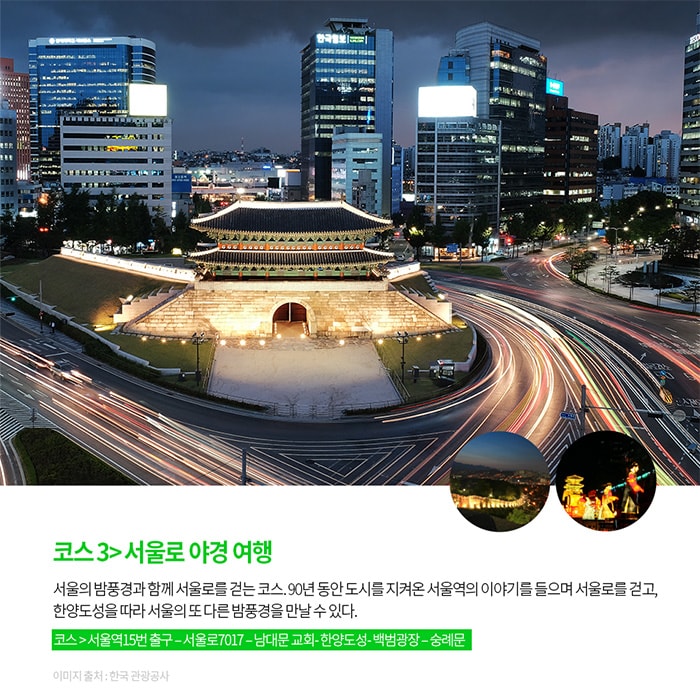 한국일보
코스 3> 서울로 야경 여행
서울의 밤풍경과 함께 서울로를 걷는 코스. 90년 동안 도시를 지켜온 서울역의 이야기를 들으며 서울로를 걷고,
한양도성을 따라 서울의 또 다른 밤풍경을 만날 수 있다.
코스 > 서울역15번 출구 – 서울로7017 – 남대문 교회- 한양도성- 백범광장 – 숭례문
이미지 출처 : 한국 관광공사